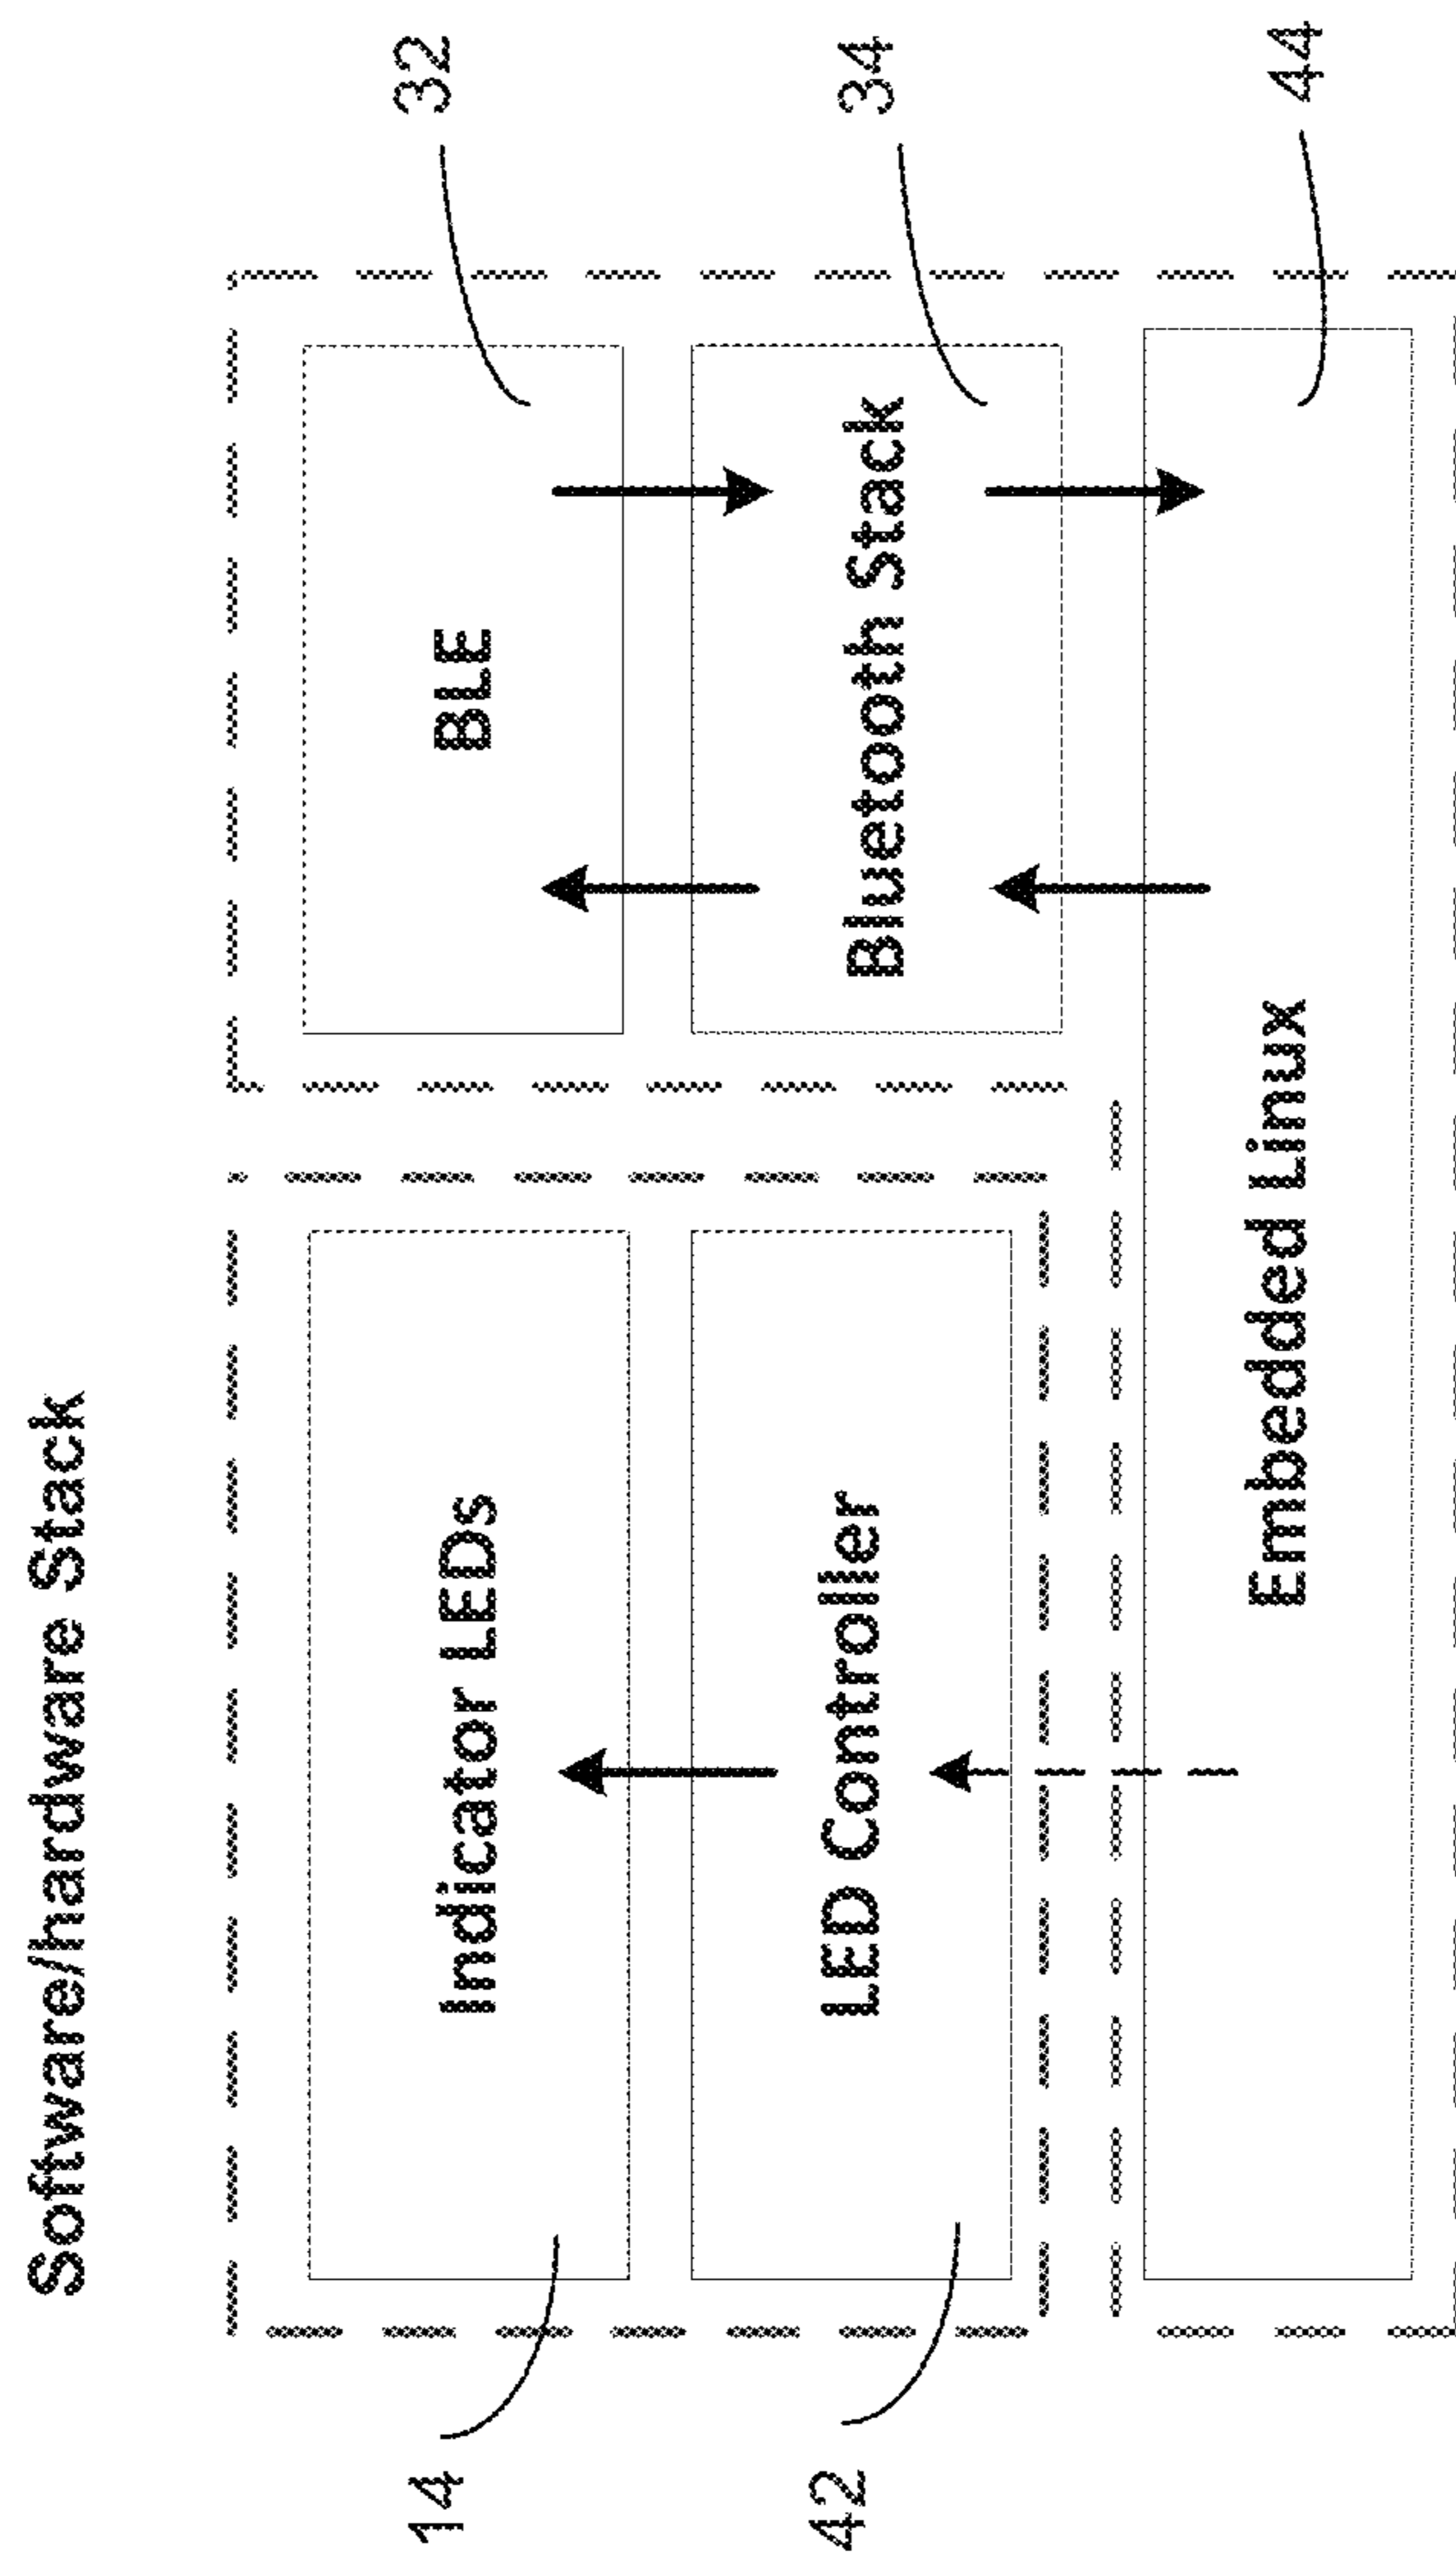 Software/hardware Stack
14
Indicator LEDs
BLE
32
42
LED Controller
Bluetooth Stack
34
Embedded Linux
44